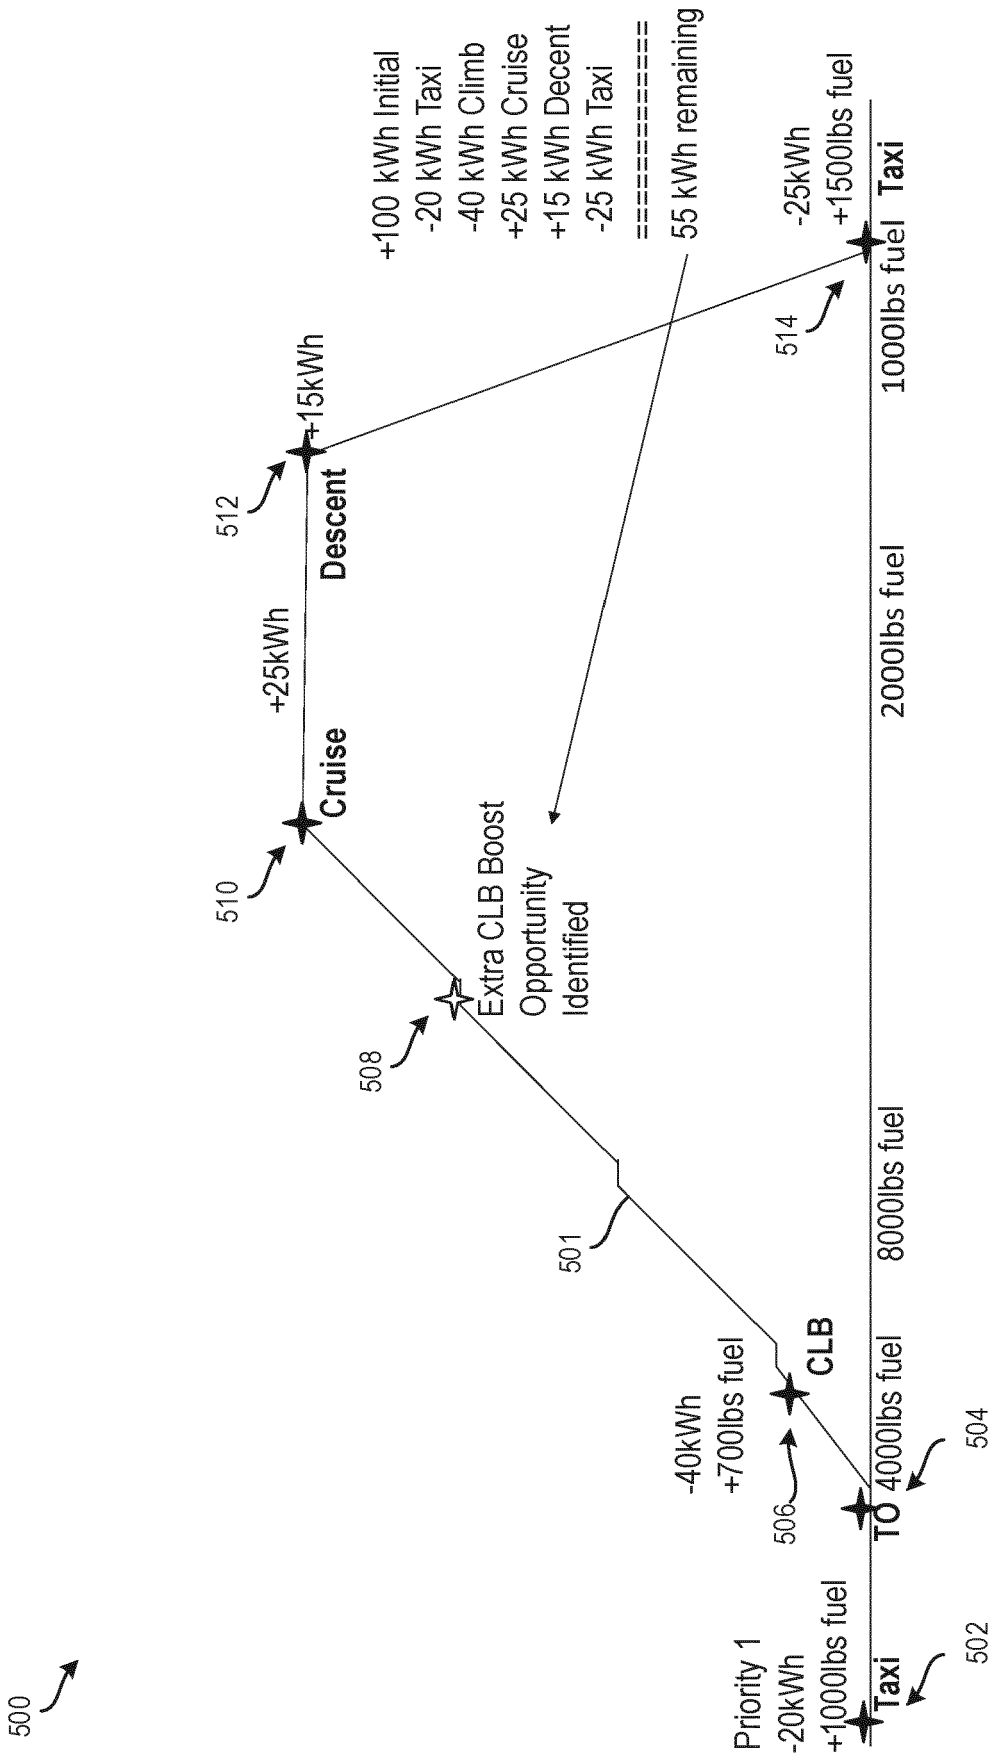 500
+100 kWh Initial
-20 kWh Taxi
-40 kWh Climb
+25 kWh Cruise
+15 kWh Decent
-25 kWh Taxi
==============
55 kWh remaining
510
512
+25kWh
+15kWh
Cruise
Descent
508
Extra CLB Boost
Opportunity
Identified
501
-40kWh
+700lbs fuel
506
CLB
514
-25kWh
+1500lbs fuel
Priority 1
-20kWh
+1000lbs fuel
Taxi
TO
4000lbs fuel
8000lbs fuel
2000lbs fuel
1000lbs fuel
Taxi
502
504